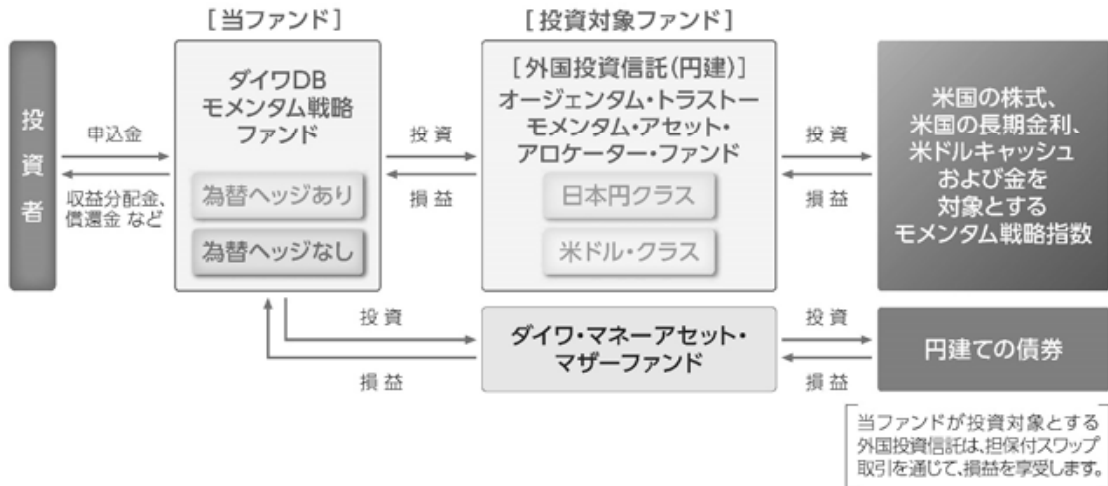 [当ファンド]
[投資対象ファンド]
投資者
申込金
収益分配金、
償還金 など
ダイワDB
モメンタム戦略
ファンド
為替ヘッジあり
為替ヘッジなし
投資
損益
[外国投資信託(円建)]
オージェンタム・トラストー
モメンタム・アセット・
アロケーター・ファンド
日本円クラス
米ドル・クラス
投資
損益
米国の株式、
米国の長期金利、
米ドルキャッシュ
および金を
対象とする
モメンタム戦略指数
投資
損益
ダイワ・マネーアセット・
マザーファンド
投資
損益
円建ての債券
当ファンドが投資対象とする
外国投資信託は、担保付スワップ
取引を通じて、損益を享受します。